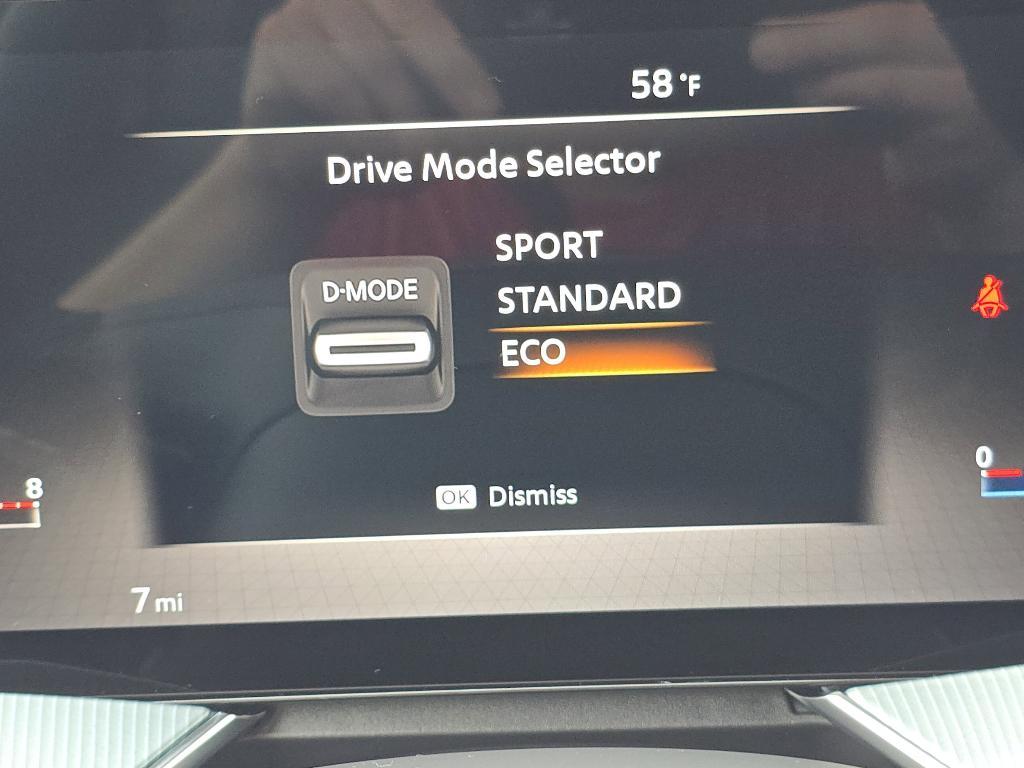 58 °F
Drive Mode Selector
SPORT
D-MODE
STANDARD
ECO
0
8
OK Dismiss
7 mi